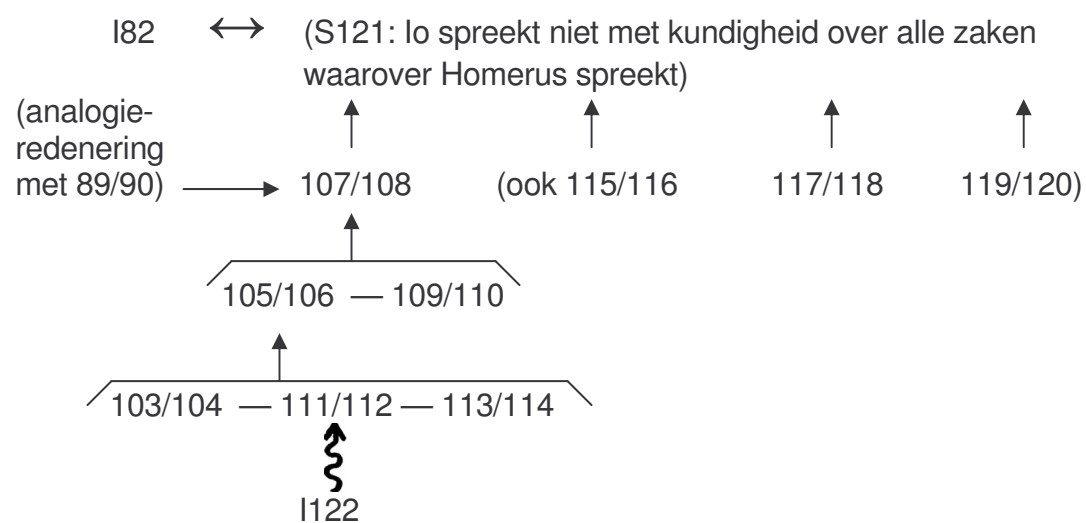 I82 ↔ (S121: Io spreekt niet met kundigheid over alle zaken
waarover Homerus spreekt)
(analogie-
redenering
met 89/90) 107/108 (ook 115/116 117/118 119/120)
105/106 — 109/110
103/104 — 111/112 — 113/114
I122